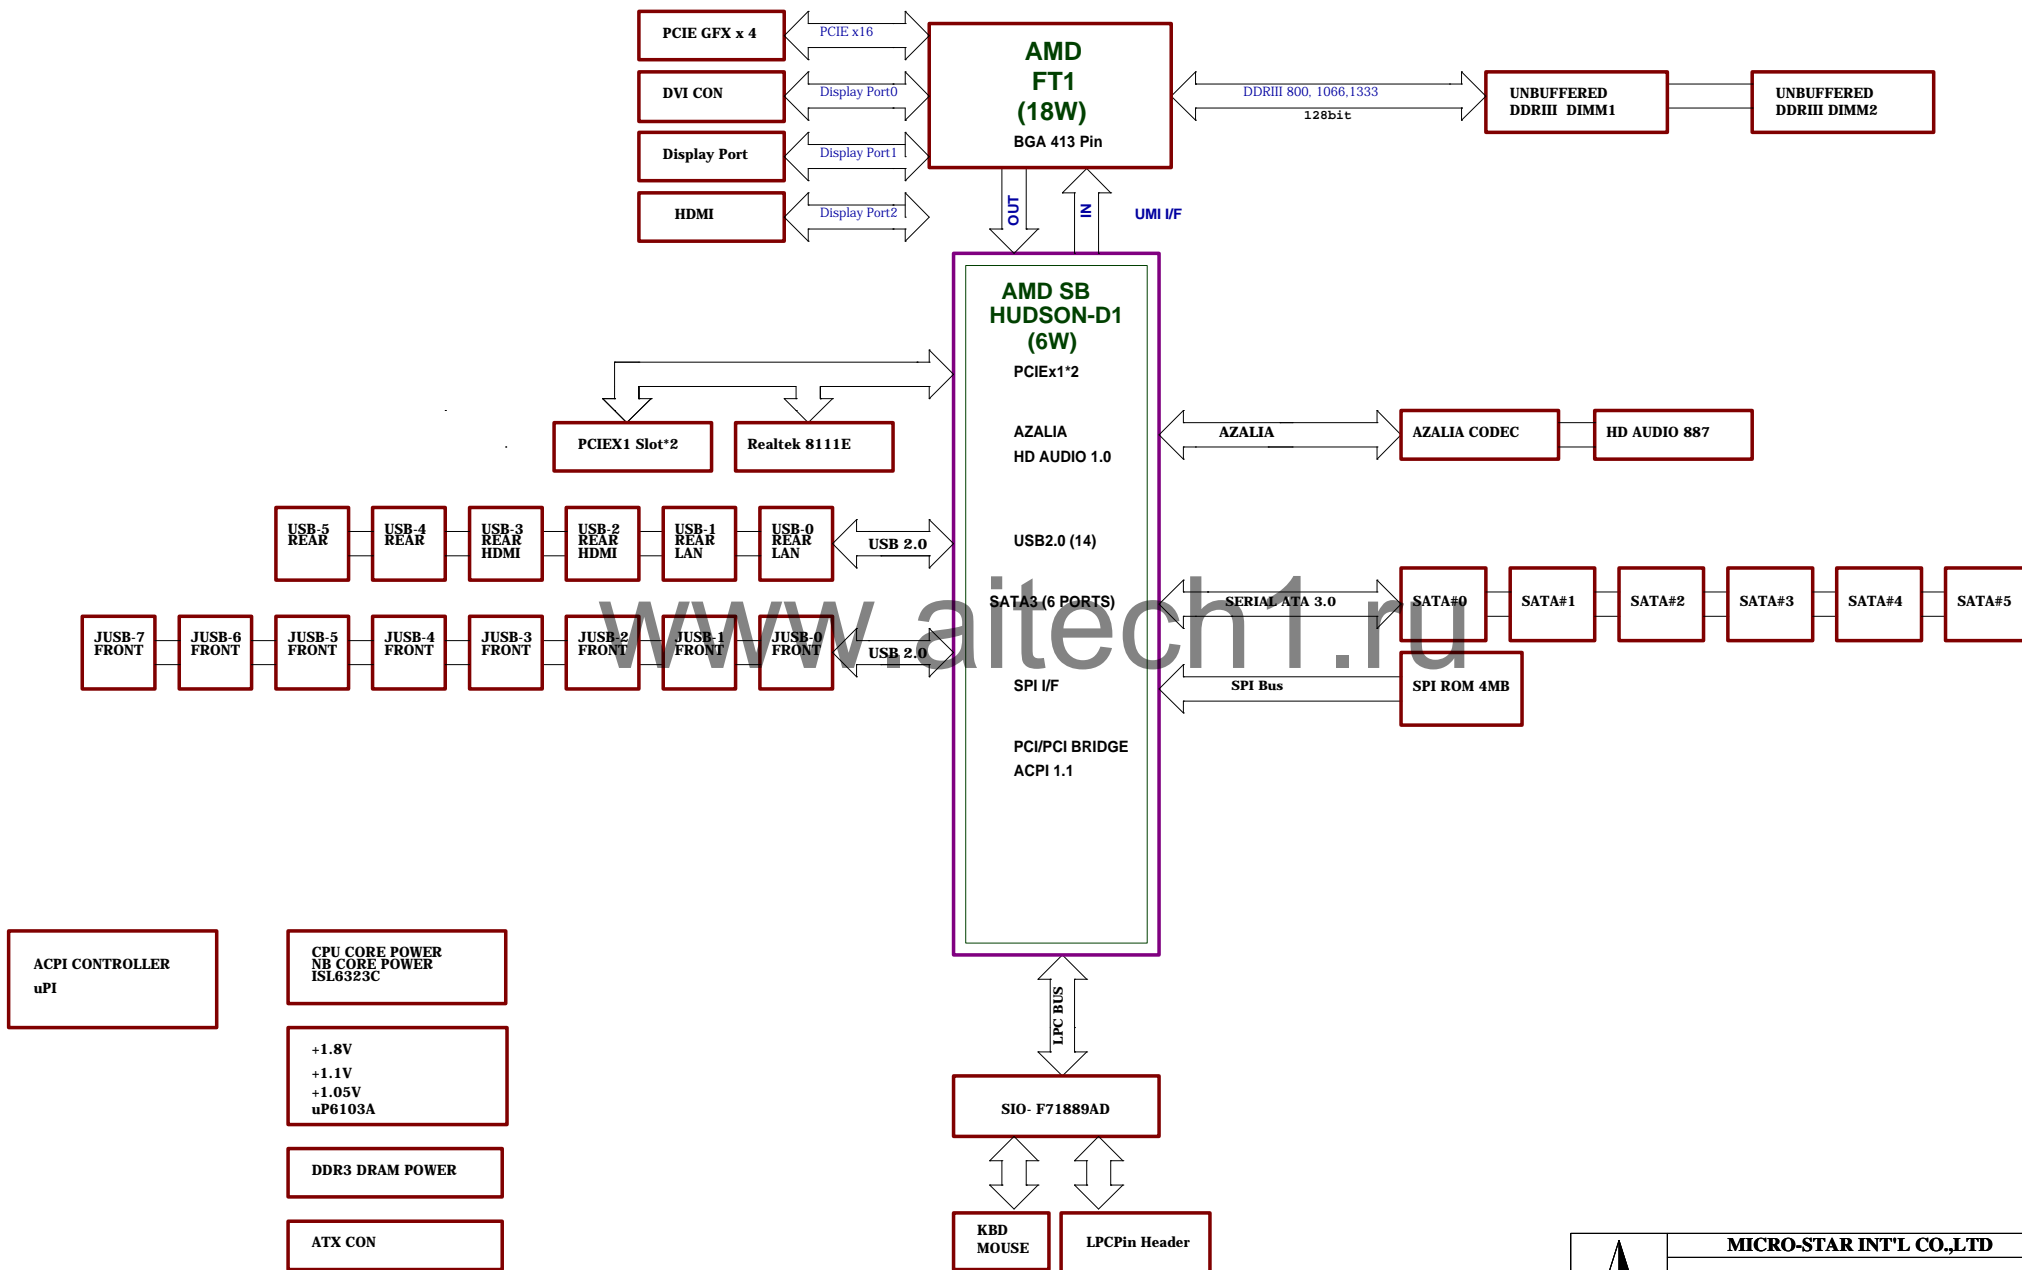 PCIE GFX x 4
PCIE x16
DVI CON
Display Port0
Display Port
Display Port1
HDMI
Display Port2
AMD
FT1
(18W)
BGA 413 Pin
DDRIII 800, 1066,1333
128bit
UNBUFFERED
DDRIII DIMM1
UNBUFFERED
DDRIII DIMM2
OUT
IN
UMI I/F
AMD SB
HUDSON-D1
(6W)
PCIEx1*2
AZALIA
HD AUDIO 1.0
USB2.0 (14)
SATA3 (6 PORTS)
SPI I/F
PCI/PCI BRIDGE
ACPI 1.1
PCIEX1 Slot*2
Realtek 8111E
AZALIA
AZALIA CODEC
HD AUDIO 887
USB-5
REAR
USB-4
REAR
USB-3
REAR
HDMI
USB-2
REAR
HDMI
USB-1
REAR
LAN
USB-0
REAR
LAN
USB 2.0
SERIAL ATA 3.0
SATA#0
SATA#1
SATA#2
SATA#3
SATA#4
SATA#5
www.aitech1.ru
JUSB-7
FRONT
JUSB-6
FRONT
JUSB-5
FRONT
JUSB-4
FRONT
JUSB-3
FRONT
JUSB-2
FRONT
JUSB-1
FRONT
JUSB-0
FRONT
USB 2.0
SPI Bus
SPI ROM 4MB
ACPI CONTROLLER
uPI
CPU CORE POWER
NB CORE POWER
ISL6323C
+1.8V
+1.1V
+1.05V
uP6103A
DDR3 DRAM POWER
ATX CON
LPC BUS
SIO- F71889AD
KBD
MOUSE
LPCPin Header
MICRO-STAR INT'L CO.,LTD